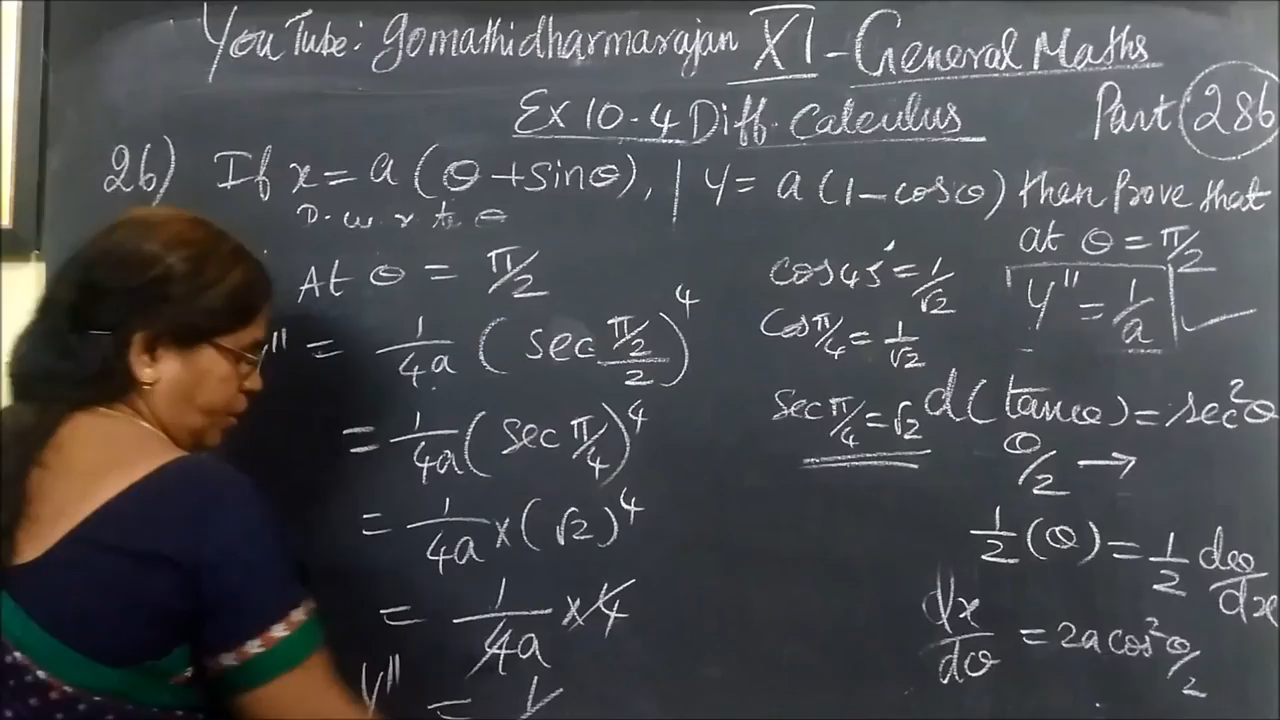 YouTube: gomathidharmarajan XI - General Maths
Ex 10.4 Diff. Calculus Part 286
26) If x = a (θ + sinθ), | y = a (1 - cosθ) then prove that
D.w.r to θ
at θ = π/2
y'' = 1/a
At θ = π/2
y'' = 1/4a (sec π/2/2)^4
= 1/4a (sec π/4)^4
= 1/4a × (√2)^4
= 1/4a × 4
y'' = 1
cos 45° = 1/√2
cos π/4 = 1/√2
sec π/4 = √2
d(tanθ) = sec²θ
θ/2 →
1/2 (θ) = 1/2 dθ/dx
dx/dθ = 2a cos² θ/2